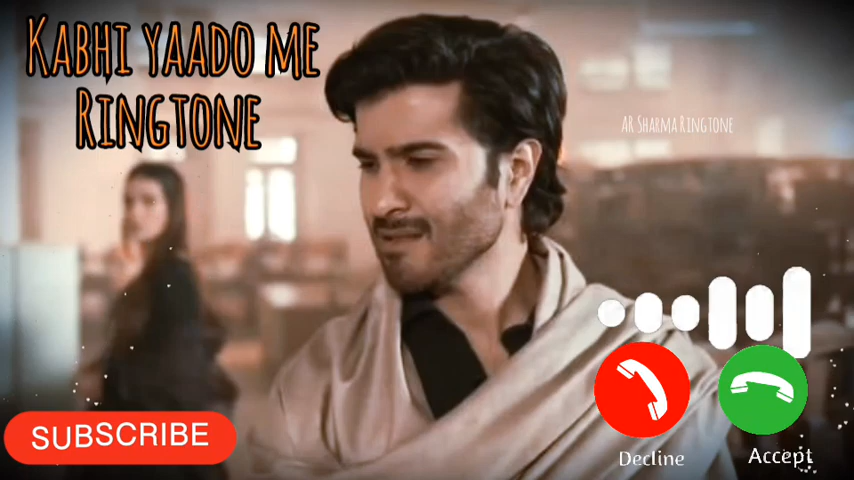 Kabhi yaado me
Ringtone
AR Sharma Ringtone
SUBSCRIBE
Decline
Accept